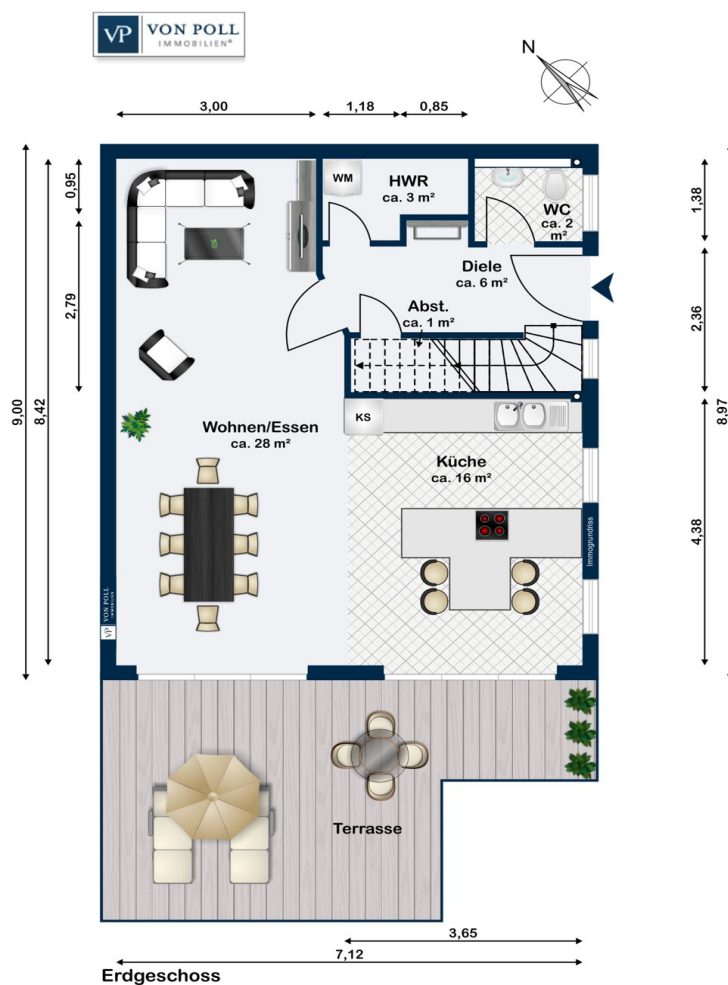 VP VON POLL
IMMOBILIEN®
N
3,00
1,18
0,85
9,00
8,42
0,95
2,79
1,38
2,36
8,97
4,38
WM
HWR
ca. 3 m²
WC
ca. 2
m²
Diele
ca. 6 m²
Abst.
ca. 1 m²
KS
Wohnen/Essen
ca. 28 m²
Küche
ca. 16 m²
Immogrundriss
VP VON POLL
IMMOBILIEN
Terrasse
3,65
7,12
Erdgeschoss